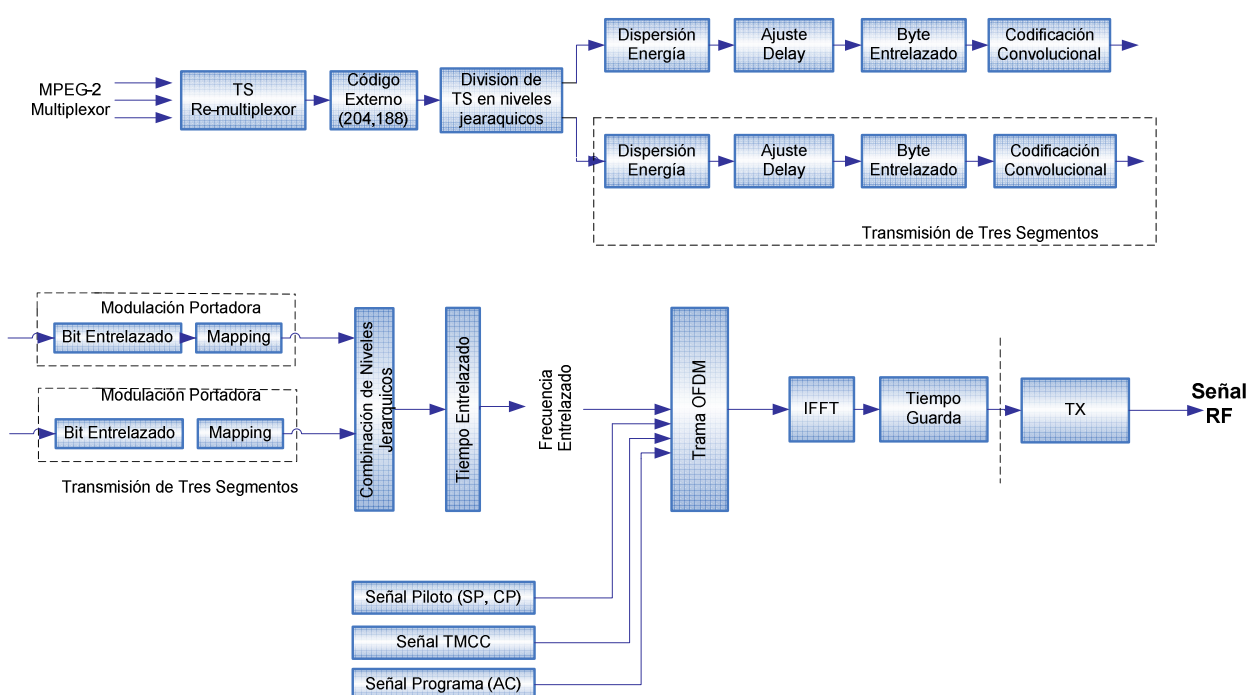 MPEG-2
Multiplexor
TS
Re-multiplexor
Código
Externo
(204,188)
Division de
TS en niveles
jearaquicos
Dispersión
Energía
Ajuste
Delay
Byte
Entrelazado
Codificación
Convolucional
Dispersión
Energía
Ajuste
Delay
Byte
Entrelazado
Codificación
Convolucional
Transmisión de Tres Segmentos
Modulación Portadora
Bit Entrelazado
Mapping
Modulación Portadora
Bit Entrelazado
Mapping
Transmisión de Tres Segmentos
Combinación de Niveles
Jerarquicos
Tiempo Entrelazado
Frecuencia
Entrelazado
Trama OFDM
IFFT
Tiempo
Guarda
TX
Señal
RF
Señal Piloto (SP, CP)
Señal TMCC
Señal Programa (AC)